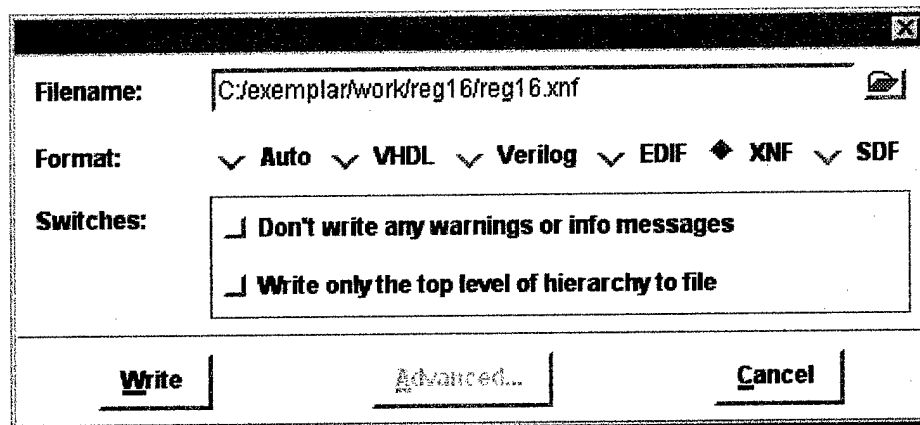 Filename: C:/exemplar/work/reg16/reg16.xnf
Format: Auto VHDL Verilog EDIF XNF SDF
Switches: Don't write any warnings or info messages
Write only the top level of hierarchy to file
Write Advanced... Cancel